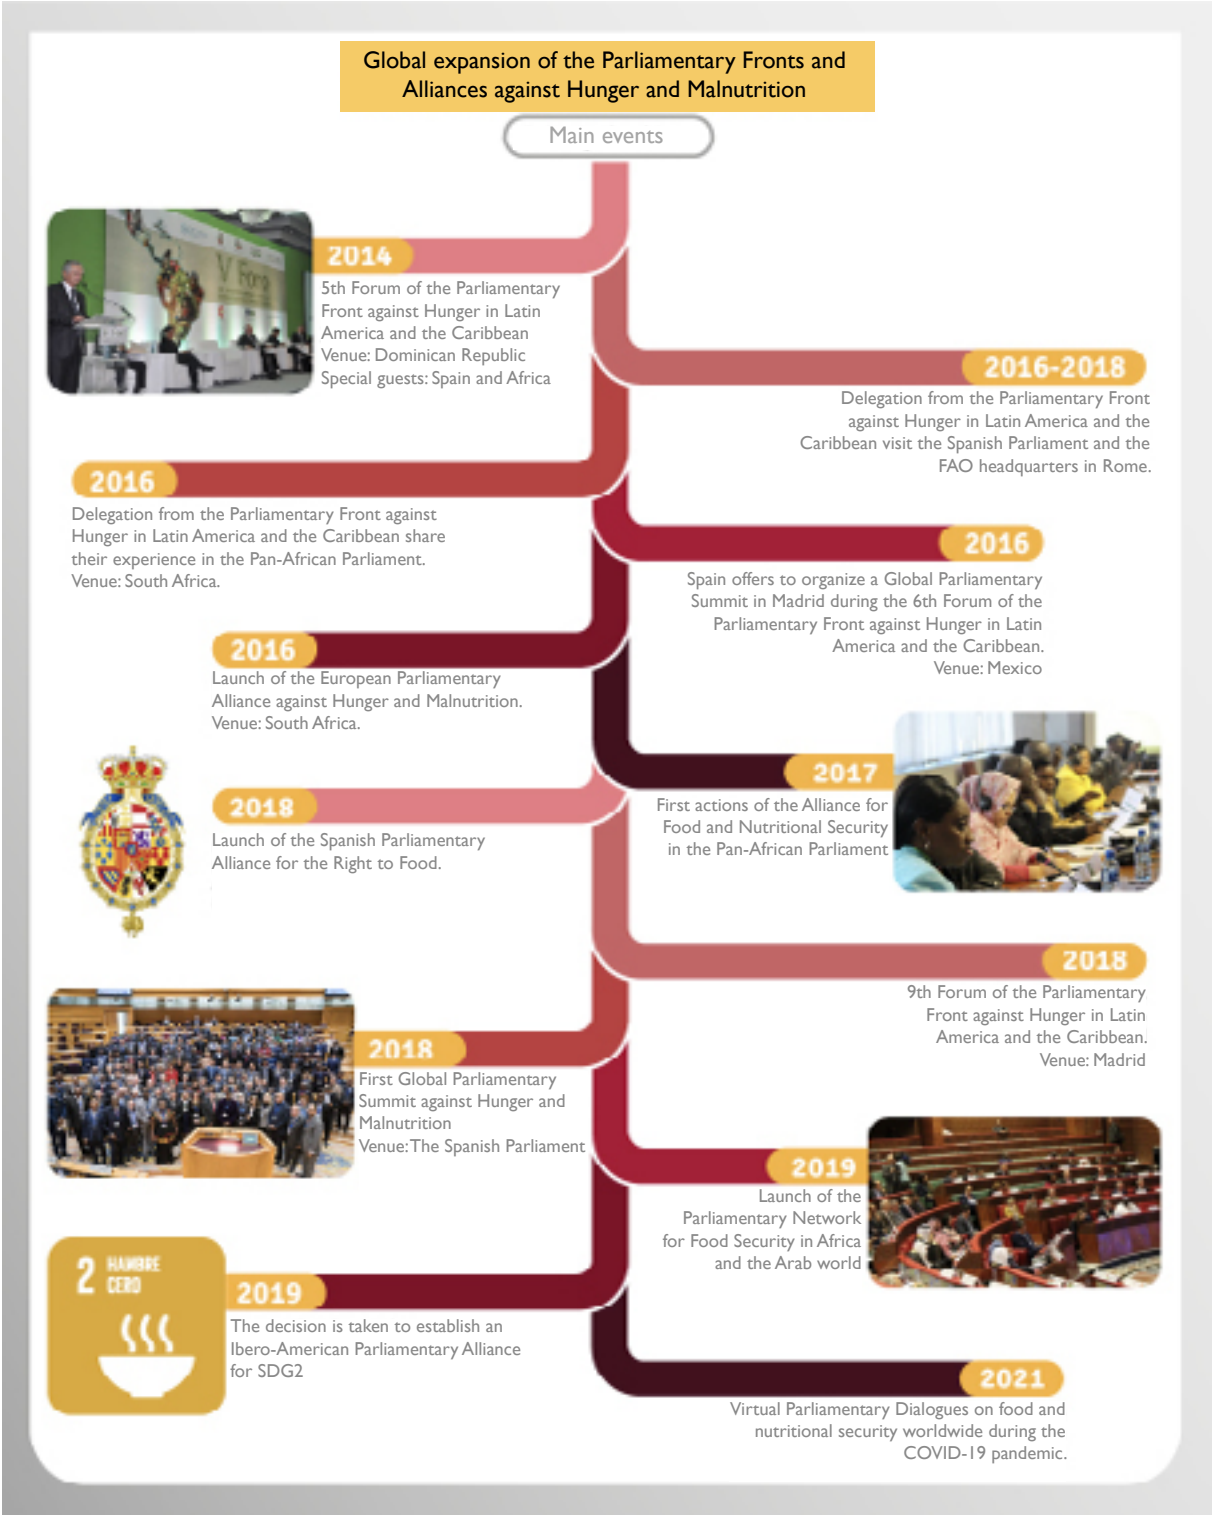 Global expansion of the Parliamentary Fronts and
Alliances against Hunger and Malnutrition
Main events
2014
5th Forum of the Parliamentary
Front against Hunger in Latin
America and the Caribbean
Venue: Dominican Republic
Special guests: Spain and Africa
V Foro
2016-2018
Delegation from the Parliamentary Front
against Hunger in Latin America and the
Caribbean visit the Spanish Parliament and the
FAO headquarters in Rome.
2016
Delegation from the Parliamentary Front against
Hunger in Latin America and the Caribbean share
their experience in the Pan-African Parliament.
Venue: South Africa.
2016
Spain offers to organize a Global Parliamentary
Summit in Madrid during the 6th Forum of the
Parliamentary Front against Hunger in Latin
America and the Caribbean.
Venue: Mexico
2016
Launch of the European Parliamentary
Alliance against Hunger and Malnutrition.
Venue: South Africa.
2017
First actions of the Alliance for
Food and Nutritional Security
in the Pan-African Parliament
2018
Launch of the Spanish Parliamentary
Alliance for the Right to Food.
2018
9th Forum of the Parliamentary
Front against Hunger in Latin
America and the Caribbean.
Venue: Madrid
2018
First Global Parliamentary
Summit against Hunger and
Malnutrition
Venue: The Spanish Parliament
2019
Launch of the
Parliamentary Network
for Food Security in Africa
and the Arab world
2 HAMBRE
CERO
2019
The decision is taken to establish an
Ibero-American Parliamentary Alliance
for SDG2
2021
Virtual Parliamentary Dialogues on food and
nutritional security worldwide during the
COVID-19 pandemic.